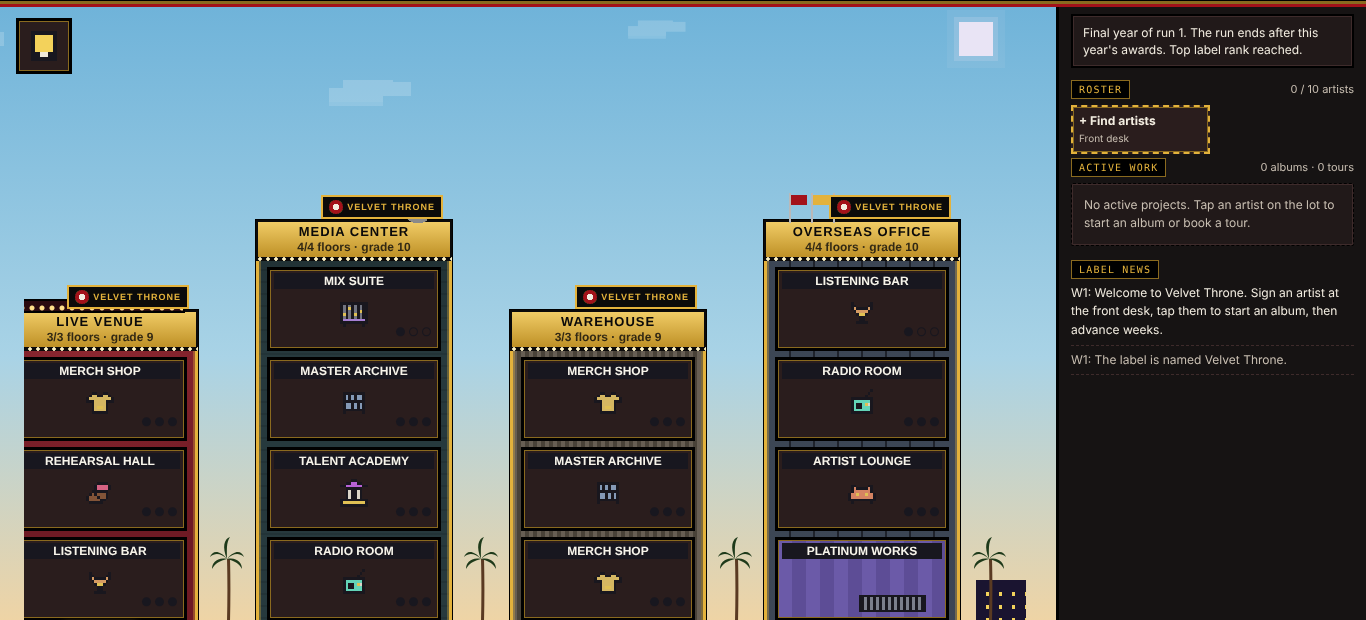 VELVET THRONE
LIVE VENUE
3/3 floors · grade 9
MERCH SHOP
REHEARSAL HALL
LISTENING BAR
VELVET THRONE
MEDIA CENTER
4/4 floors · grade 10
MIX SUITE
MASTER ARCHIVE
TALENT ACADEMY
RADIO ROOM
VELVET THRONE
WAREHOUSE
3/3 floors · grade 9
MERCH SHOP
MASTER ARCHIVE
MERCH SHOP
VELVET THRONE
OVERSEAS OFFICE
4/4 floors · grade 10
LISTENING BAR
RADIO ROOM
ARTIST LOUNGE
PLATINUM WORKS
Final year of run 1. The run ends after this
year's awards. Top label rank reached.
ROSTER
0 / 10 artists
+ Find artists
Front desk
ACTIVE WORK
0 albums · 0 tours
No active projects. Tap an artist on the lot to
start an album or book a tour.
LABEL NEWS
W1: Welcome to Velvet Throne. Sign an artist at
the front desk, tap them to start an album, then
advance weeks.
W1: The label is named Velvet Throne.